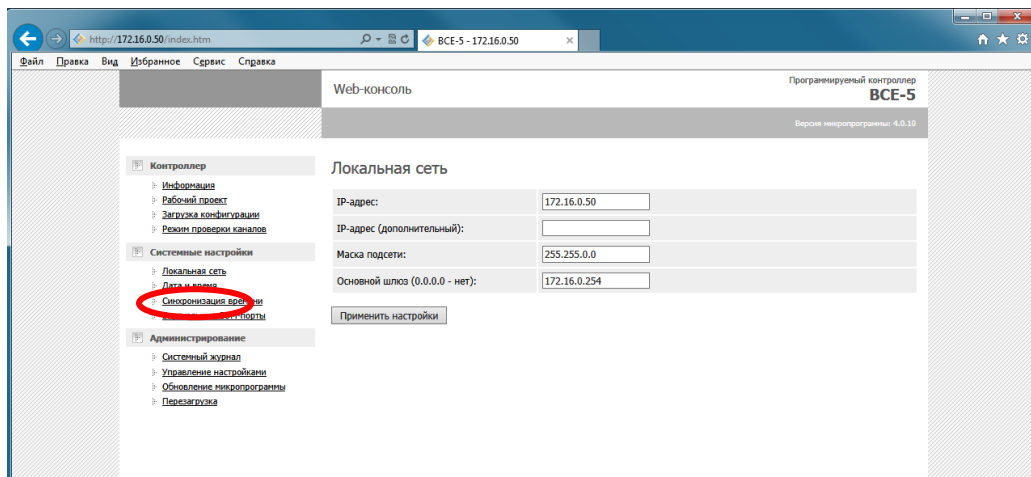 http://172.16.0.50/index.htm
BCE-5 - 172.16.0.50
Файл Правка Вид Избранное Сервис Справка
Web-консоль
Программируемый контроллер
BCE-5
Версия микропрограммы: 4.0.10
Контроллер
Информация
Рабочий проект
Загрузка конфигурации
Режим проверки каналов
Системные настройки
Локальная сеть
Дата и время
Синхронизация времени
порты
Администрирование
Системный журнал
Управление настройками
Обновление микропрограммы
Перезагрузка
Локальная сеть
IP-адрес: 172.16.0.50
IP-адрес (дополнительный):
Маска подсети: 255.255.0.0
Основной шлюз (0.0.0.0 - нет): 172.16.0.254
Применить настройки